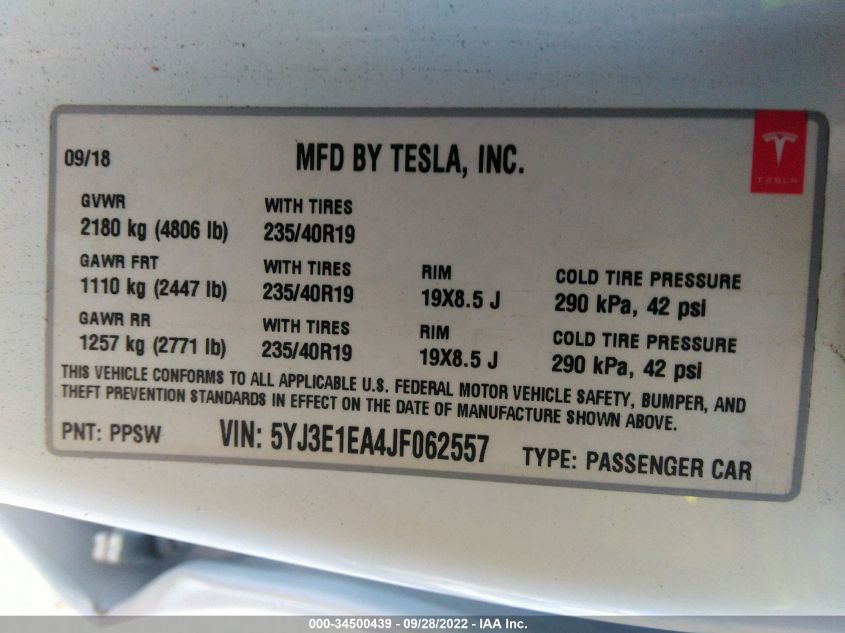 09/18
MFD BY TESLA, INC.
TESLA
GVWR
2180 kg (4806 lb)
WITH TIRES
235/40R19
GAWR FRT
1110 kg (2447 lb)
WITH TIRES
235/40R19
RIM
19X8.5 J
COLD TIRE PRESSURE
290 kPa, 42 psi
GAWR RR
1257 kg (2771 lb)
WITH TIRES
235/40R19
RIM
19X8.5 J
COLD TIRE PRESSURE
290 kPa, 42 psi
THIS VEHICLE CONFORMS TO ALL APPLICABLE U.S. FEDERAL MOTOR VEHICLE SAFETY, BUMPER, AND
THEFT PREVENTION STANDARDS IN EFFECT ON THE DATE OF MANUFACTURE SHOWN ABOVE.
PNT: PPSW
VIN: 5YJ3E1EA4JF062557
TYPE: PASSENGER CAR
000-34500439 - 09/28/2022 - IAA Inc.